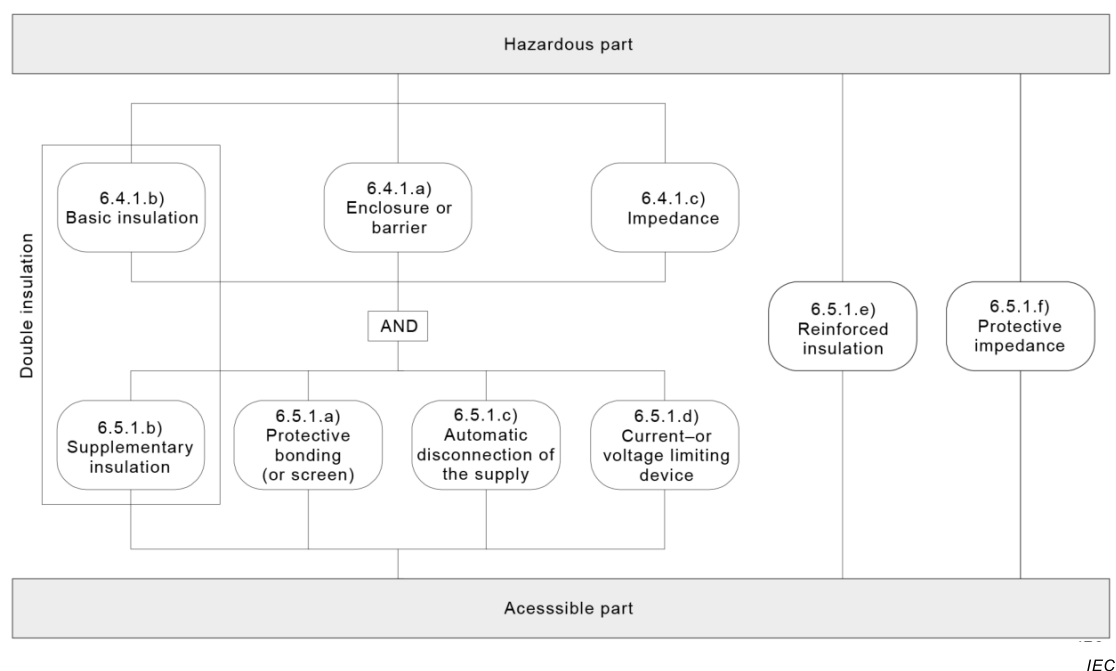 Hazardous part
6.4.1.b)
Basic insulation
6.4.1.a)
Enclosure or
barrier
6.4.1.c)
Impedance
Double insulation
AND
6.5.1.e)
Reinforced
insulation
6.5.1.f)
Protective
impedance
6.5.1.b)
Supplementary
insulation
6.5.1.a)
Protective
bonding
(or screen)
6.5.1.c)
Automatic
disconnection of
the supply
6.5.1.d)
Current–or
voltage limiting
device
Acesssible part
IEC